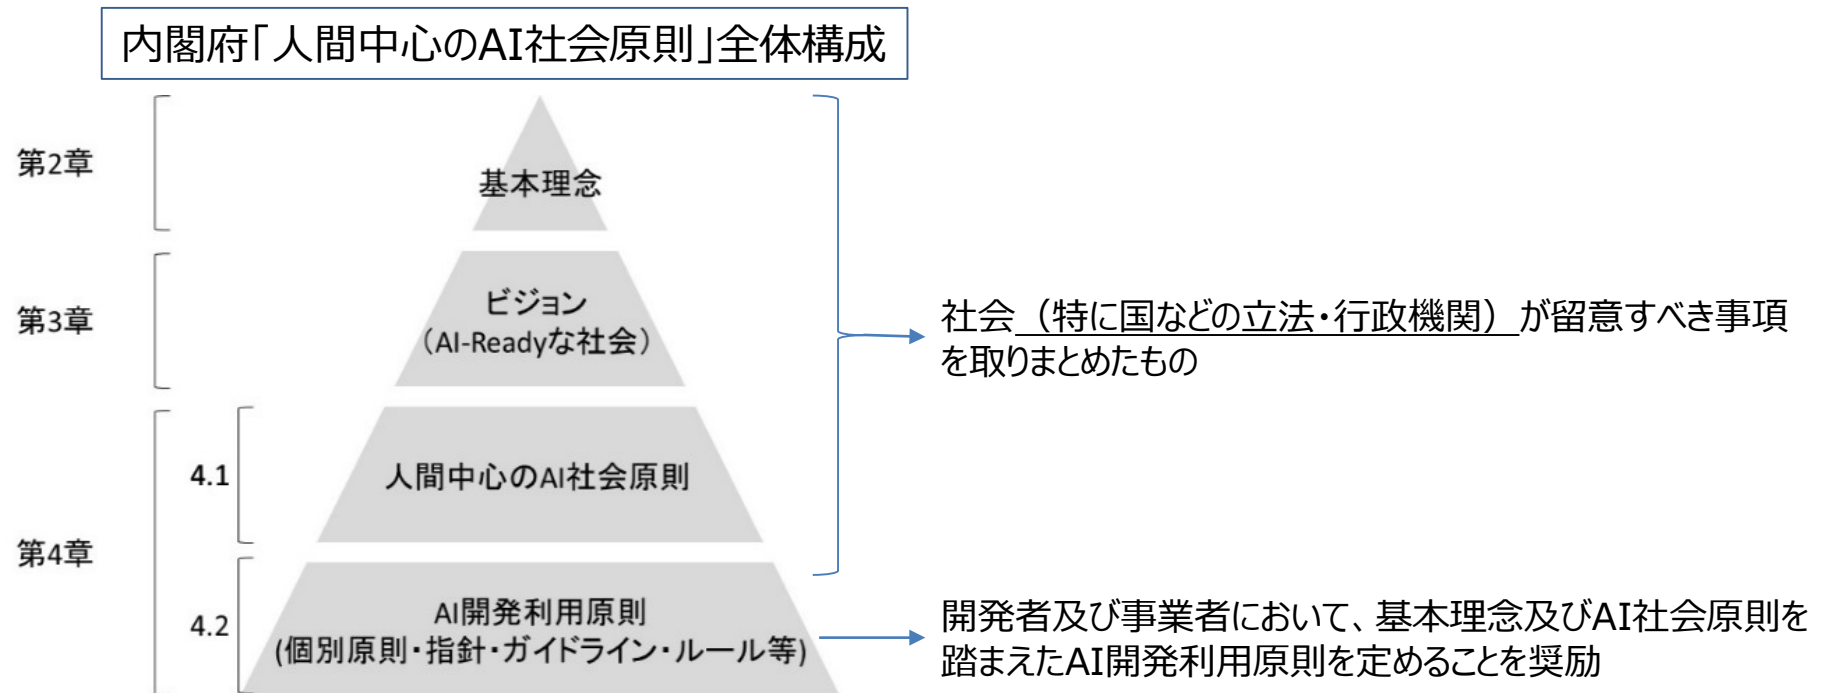 内閣府「人間中心のAI社会原則」全体構成
第2章
基本理念
第3章
ビジョン
（AI-Readyな社会）
社会（特に国などの立法・行政機関）が留意すべき事項
を取りまとめたもの
第4章
4.1
人間中心のAI社会原則
4.2
AI開発利用原則
(個別原則・指針・ガイドライン・ルール等)
開発者及び事業者において、基本理念及びAI社会原則を
踏まえたAI開発利用原則を定めることを奨励